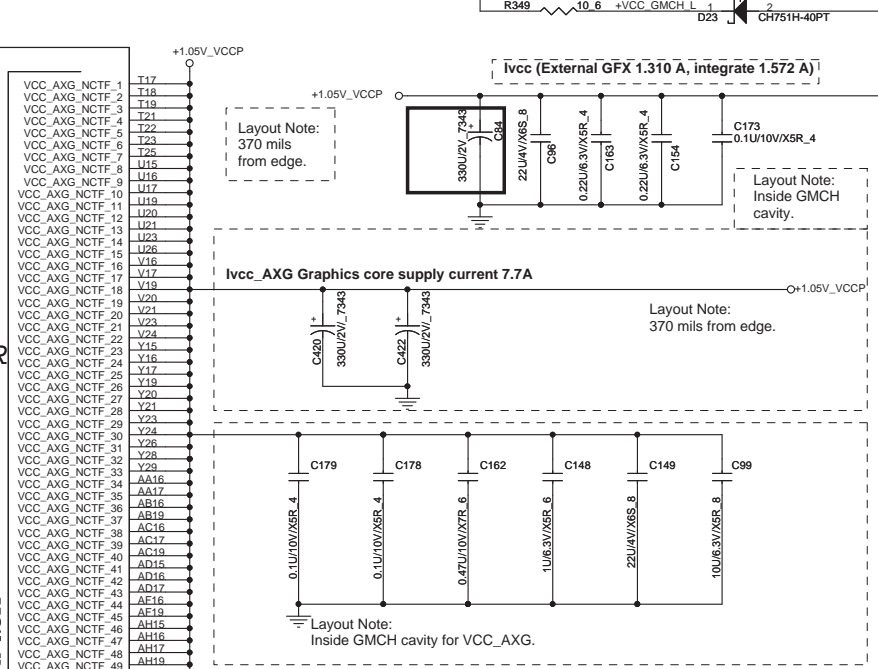 R349
10_6
+VCC_GMCH_L
1
D23
2
CH751H-40PT
+1.05V_VCCP
Ivcc (External GFX 1.310 A, integrate 1.572 A)
+1.05V_VCCP
330U/2V_7343
+
C84
22U/4V/X6S_8
C96
0.22U/6.3V/X5R_4
C163
0.22U/6.3V/X5R_4
C154
C173
0.1U/10V/X5R_4
Layout Note:
370 mils
from edge.
Layout Note:
Inside GMCH
cavity.
Ivcc_AXG Graphics core supply current 7.7A
+1.05V_VCCP
Layout Note:
370 mils from edge.
+
C420
330U/2V/_7343
+
C422
330U/2V/_7343
C179
0.1U/10V/X5R_4
C178
0.1U/10V/X5R_4
C162
0.47U/10V/X7R_6
C148
1U/6.3V/X5R_6
C149
22U/4V/X6S_8
C99
10U/6.3V/X5R_8
Layout Note:
Inside GMCH cavity for VCC_AXG.
VCC_AXG_NCTF_1 T17
VCC_AXG_NCTF_2 T18
VCC_AXG_NCTF_3 T19
VCC_AXG_NCTF_4 T21
VCC_AXG_NCTF_5 T22
VCC_AXG_NCTF_6 T23
VCC_AXG_NCTF_7 T25
VCC_AXG_NCTF_8 U15
VCC_AXG_NCTF_9 U16
VCC_AXG_NCTF_10 U17
VCC_AXG_NCTF_11 U19
VCC_AXG_NCTF_12 U20
VCC_AXG_NCTF_13 U21
VCC_AXG_NCTF_14 U23
VCC_AXG_NCTF_15 U26
VCC_AXG_NCTF_16 V16
VCC_AXG_NCTF_17 V17
VCC_AXG_NCTF_18 V19
VCC_AXG_NCTF_19 V20
VCC_AXG_NCTF_20 V21
VCC_AXG_NCTF_21 V23
VCC_AXG_NCTF_22 V24
VCC_AXG_NCTF_23 Y15
VCC_AXG_NCTF_24 Y16
VCC_AXG_NCTF_25 Y17
VCC_AXG_NCTF_26 Y19
VCC_AXG_NCTF_27 Y20
VCC_AXG_NCTF_28 Y21
VCC_AXG_NCTF_29 Y23
VCC_AXG_NCTF_30 Y24
VCC_AXG_NCTF_31 Y26
VCC_AXG_NCTF_32 Y28
VCC_AXG_NCTF_33 Y29
VCC_AXG_NCTF_34 AA16
VCC_AXG_NCTF_35 AA17
VCC_AXG_NCTF_36 AB16
VCC_AXG_NCTF_37 AB19
VCC_AXG_NCTF_38 AC16
VCC_AXG_NCTF_39 AC17
VCC_AXG_NCTF_40 AC19
VCC_AXG_NCTF_41 AD15
VCC_AXG_NCTF_42 AD16
VCC_AXG_NCTF_43 AD17
VCC_AXG_NCTF_44 AF16
VCC_AXG_NCTF_45 AF19
VCC_AXG_NCTF_46 AH15
VCC_AXG_NCTF_47 AH16
VCC_AXG_NCTF_48 AH17
VCC_AXG_NCTF_49 AH19
R